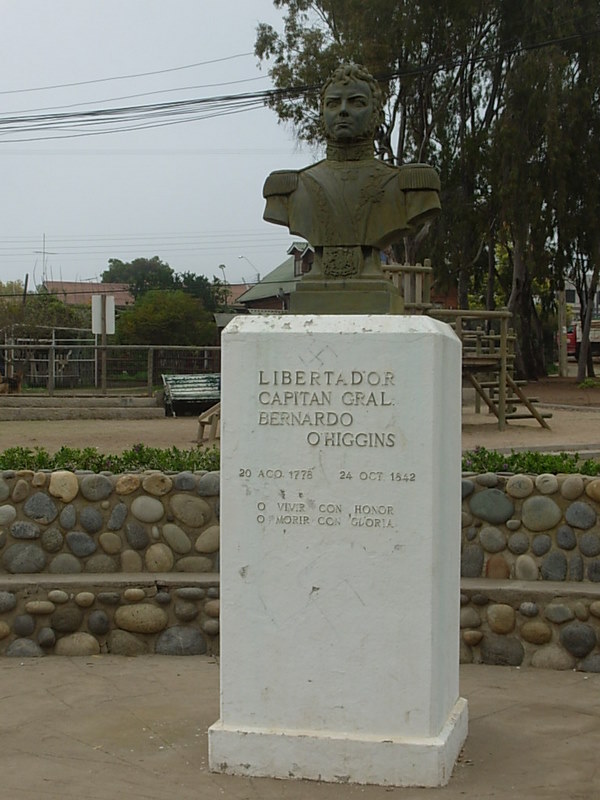 LIBERTADOR
CAPITAN GRAL.
BERNARDO
O'HIGGINS
20 AGO. 1778 24 OCT. 1842
O VIVIR CON HONOR
O MORIR CON GLORIA